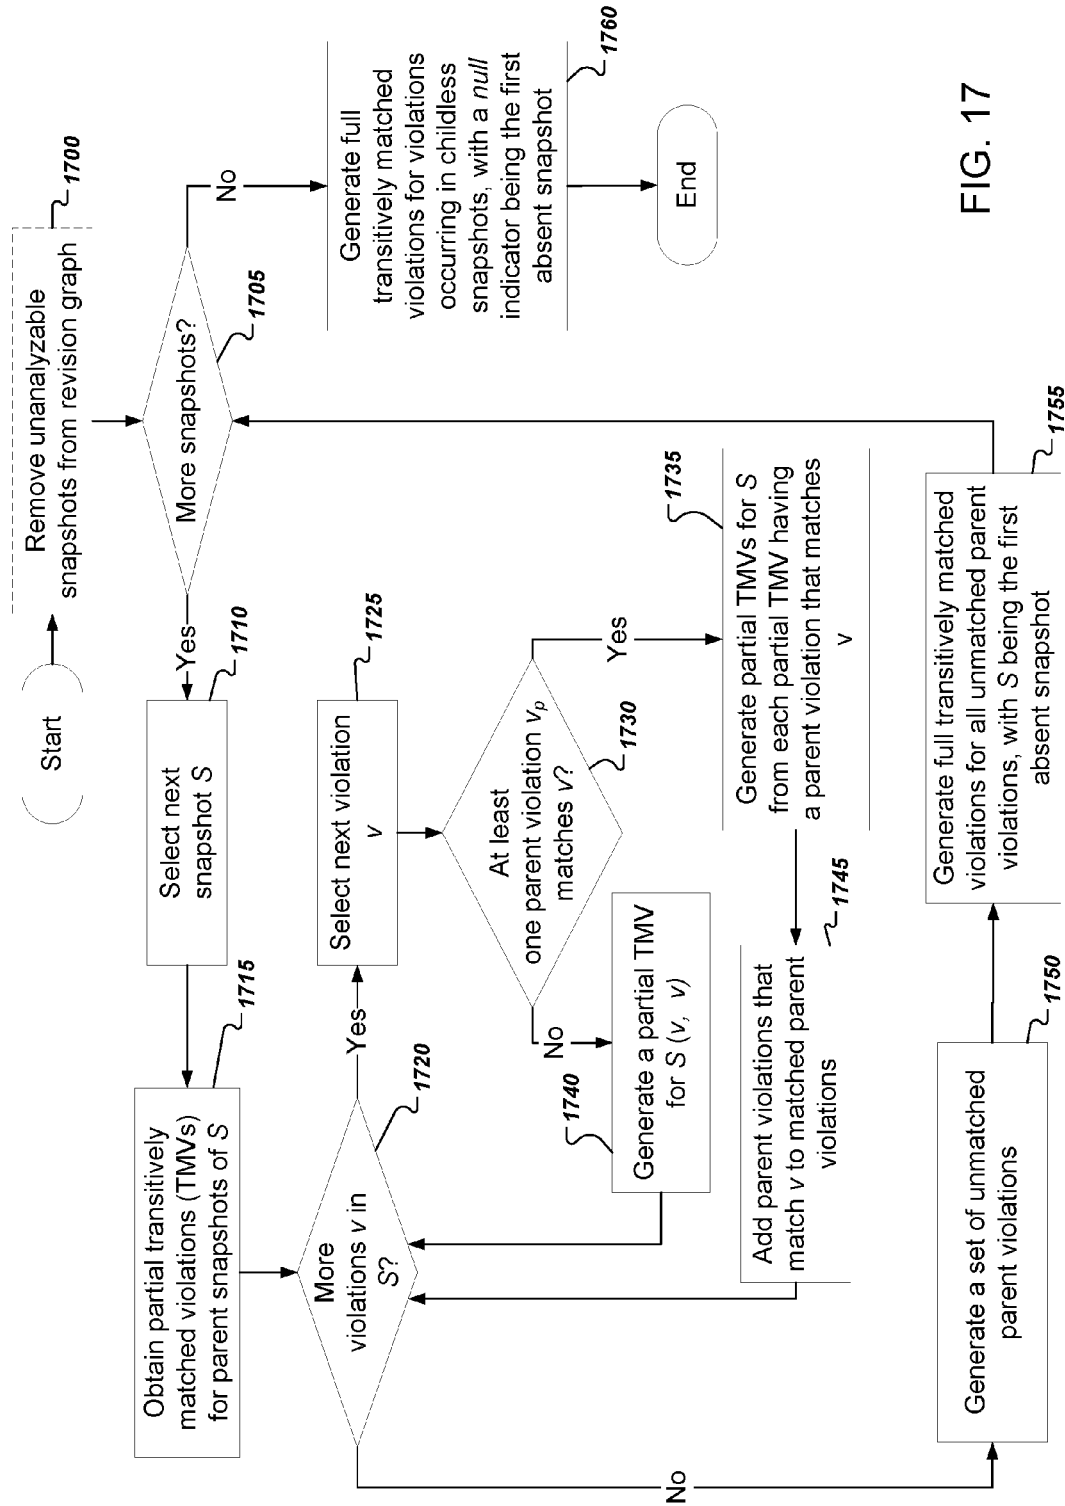 Start
Remove unanalyzable
snapshots from revision graph
1700
More snapshots?
1705
Yes
No
Select next
snapshot S
1710
Obtain partial transitively
matched violations (TMVs)
for parent snapshots of S
1715
More
violations v in
S?
1720
Yes
No
Select next violation
v
1725
At least
one parent violation vp
matches v?
1730
No
Yes
Generate a partial TMV
for S (v, v)
1740
Generate partial TMVs for S
from each partial TMV having
a parent violation that matches
v
1735
Add parent violations that
match v to matched parent
violations
1745
Generate a set of unmatched
parent violations
1750
Generate full transitively matched
violations for all unmatched parent
violations, with S being the first
absent snapshot
1755
Generate full
transitively matched
violations for violations
occurring in childless
snapshots, with a null
indicator being the first
absent snapshot
1760
End
FIG. 17